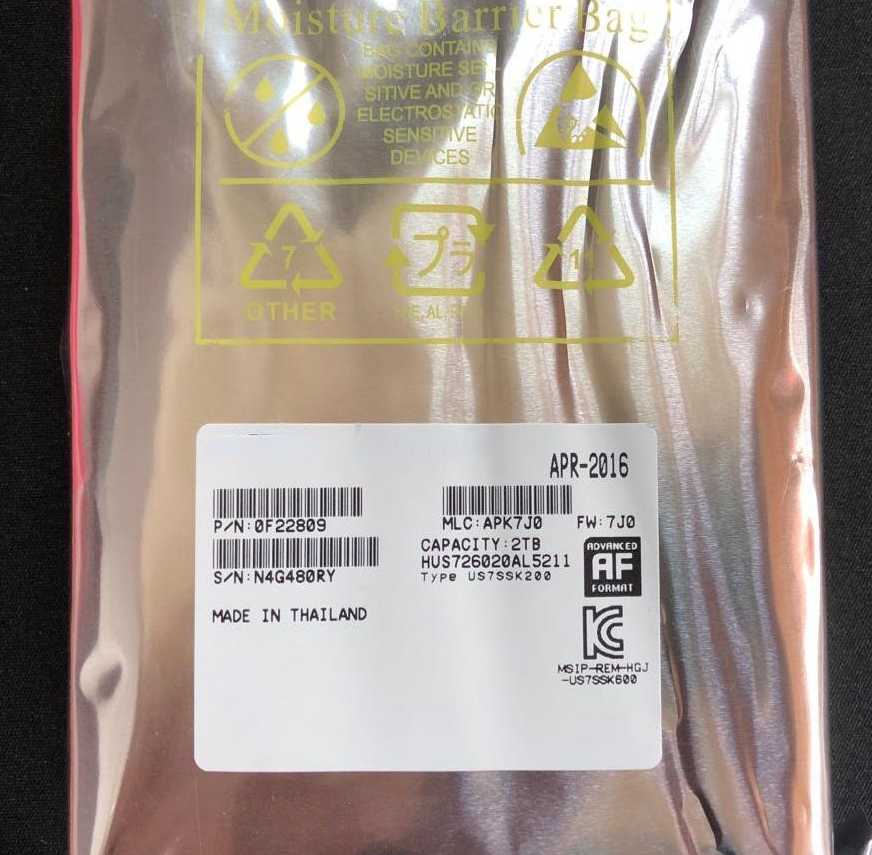 Moisture Barrier Bag
BAG CONTAINS
MOISTURE SEN-
SITIVE AND/OR
ELECTROSTATIC
SENSITIVE
DEVICES
7
プラ
OTHER
APR-2016
P/N:0F22809
MLC:APK7J0 FW:7J0
S/N:N4G480RY
CAPACITY:2TB
HUS726020AL5211
Type US7SSK200
ADVANCED
AF
FORMAT
MADE IN THAILAND
MSIP-REM-HGJ
-US7SSK600